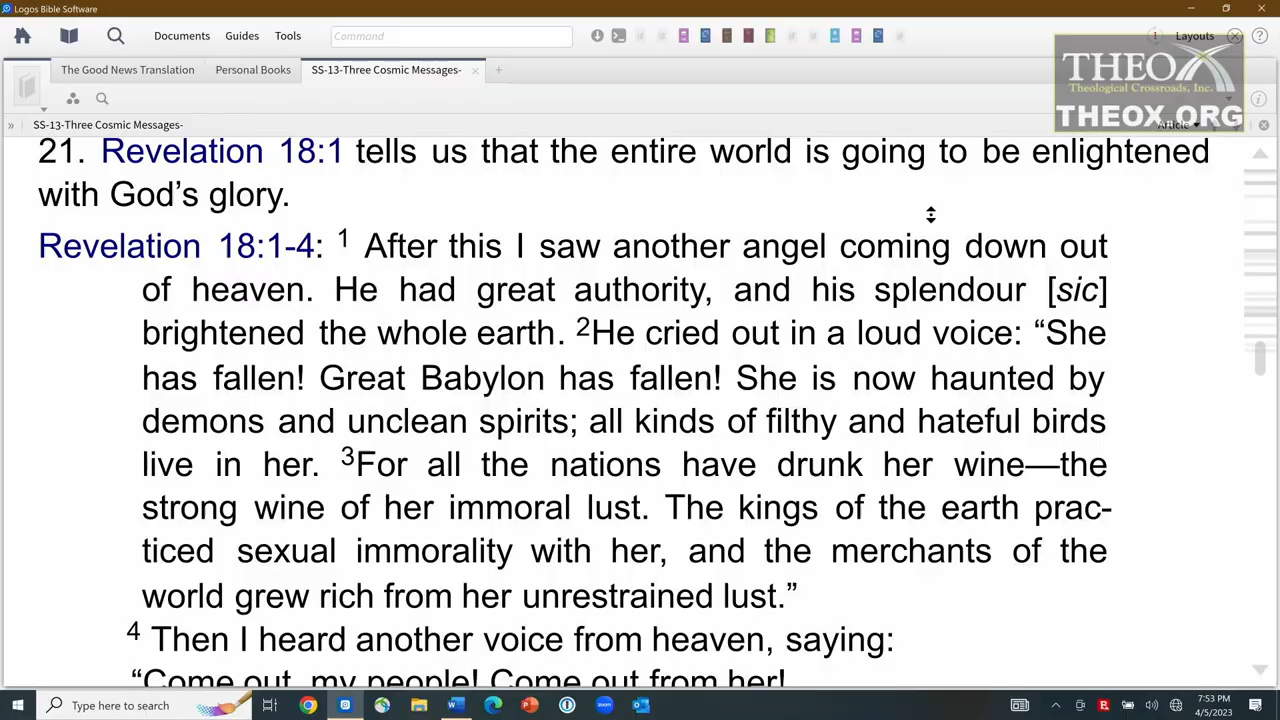 Logos Bible Software
Documents Guides Tools Command Layouts
THEOX
Theological Crossroads, Inc.
THEOX.ORG
The Good News Translation Personal Books SS-13-Three Cosmic Messages-
SS-13-Three Cosmic Messages- Article
21. Revelation 18:1 tells us that the entire world is going to be enlightened
with God’s glory.
Revelation 18:1-4: 1 After this I saw another angel coming down out
of heaven. He had great authority, and his splendour [sic]
brightened the whole earth. 2He cried out in a loud voice: “She
has fallen! Great Babylon has fallen! She is now haunted by
demons and unclean spirits; all kinds of filthy and hateful birds
live in her. 3For all the nations have drunk her wine—the
strong wine of her immoral lust. The kings of the earth prac-
ticed sexual immorality with her, and the merchants of the
world grew rich from her unrestrained lust.”
4 Then I heard another voice from heaven, saying:
“Come out, my people! Come out from her!
Type here to search
7:53 PM
4/5/2023